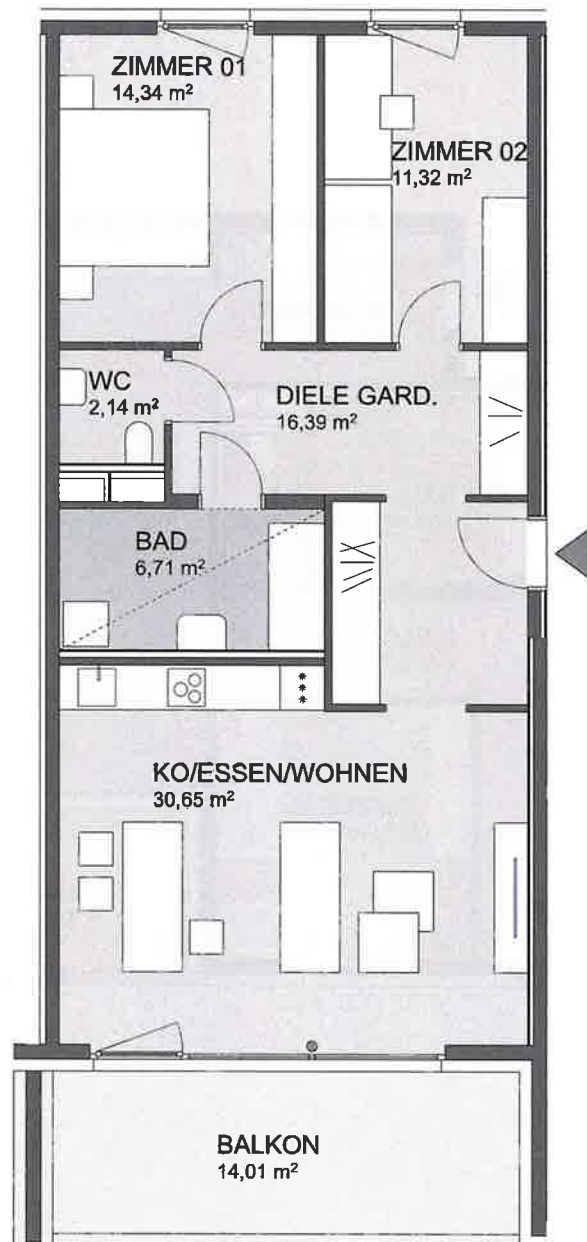 ZIMMER 01
14,34 m²
ZIMMER 02
11,32 m²
WC
2,14 m²
DIELE GARD.
16,39 m²
BAD
6,71 m²
KO/ESSEN/WOHNEN
30,65 m²
BALKON
14,01 m²